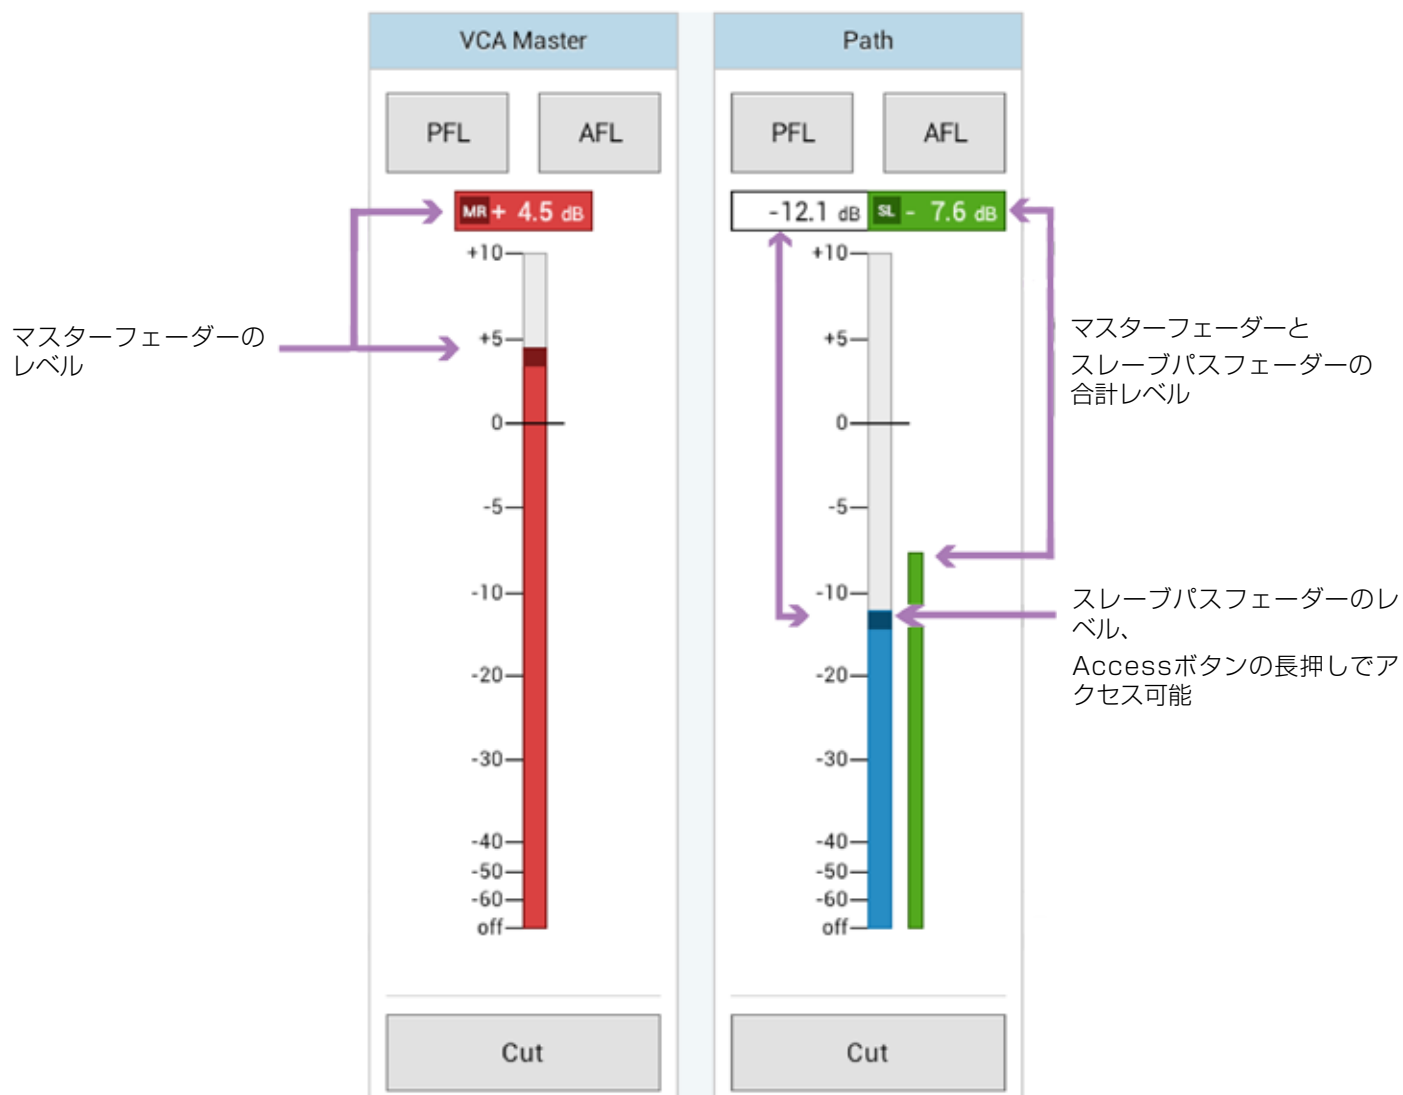 VCA Master
PFL
AFL
MR + 4.5 dB
+10
+5
0
-5
-10
-20
-30
-40
-50
-60
off
Cut
Path
PFL
AFL
-12.1 dB
SL - 7.6 dB
+10
+5
0
-5
-10
-20
-30
-40
-50
-60
off
Cut
マスターフェーダーの
レベル
マスターフェーダーと
スレーブパスフェーダーの
合計レベル
スレーブパスフェーダーのレ
ベル、
Accessボタンの長押しでア
クセス可能